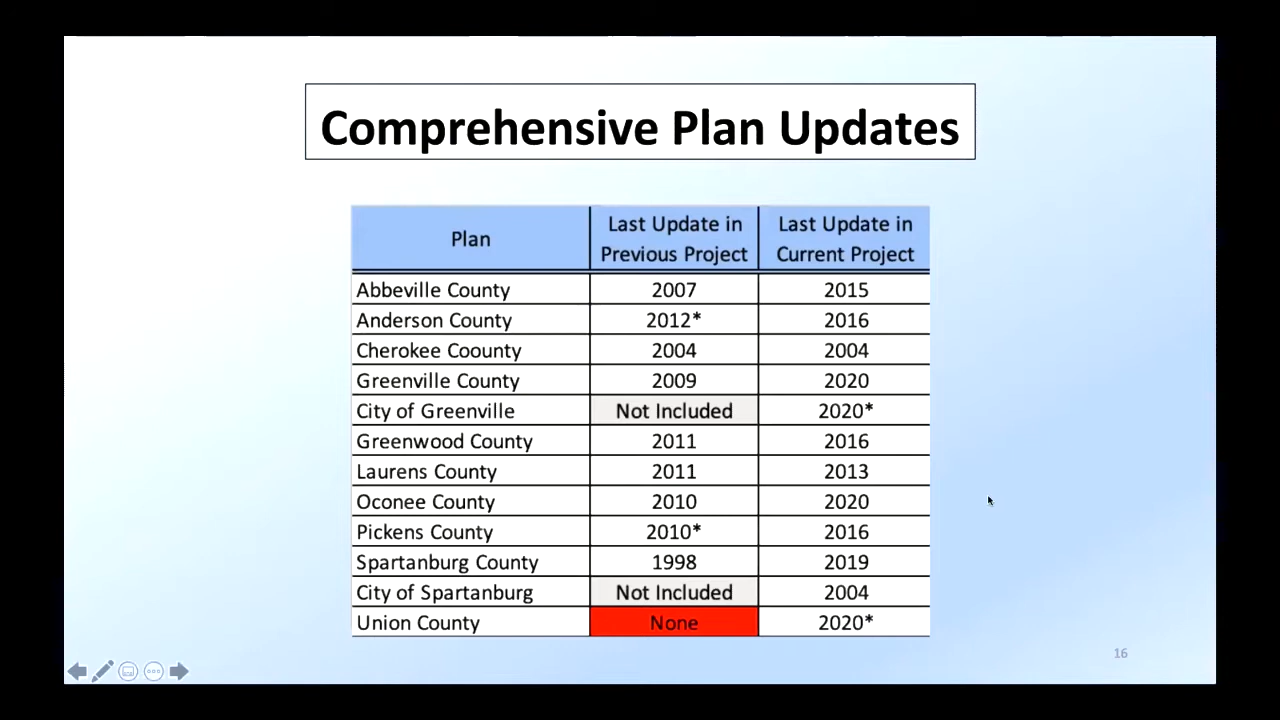 Comprehensive Plan Updates
Plan
Last Update in
Previous Project
Last Update in
Current Project
Abbeville County 2007 2015
Anderson County 2012* 2016
Cherokee Coounty 2004 2004
Greenville County 2009 2020
City of Greenville Not Included 2020*
Greenwood County 2011 2016
Laurens County 2011 2013
Oconee County 2010 2020
Pickens County 2010* 2016
Spartanburg County 1998 2019
City of Spartanburg Not Included 2004
Union County None 2020*
16